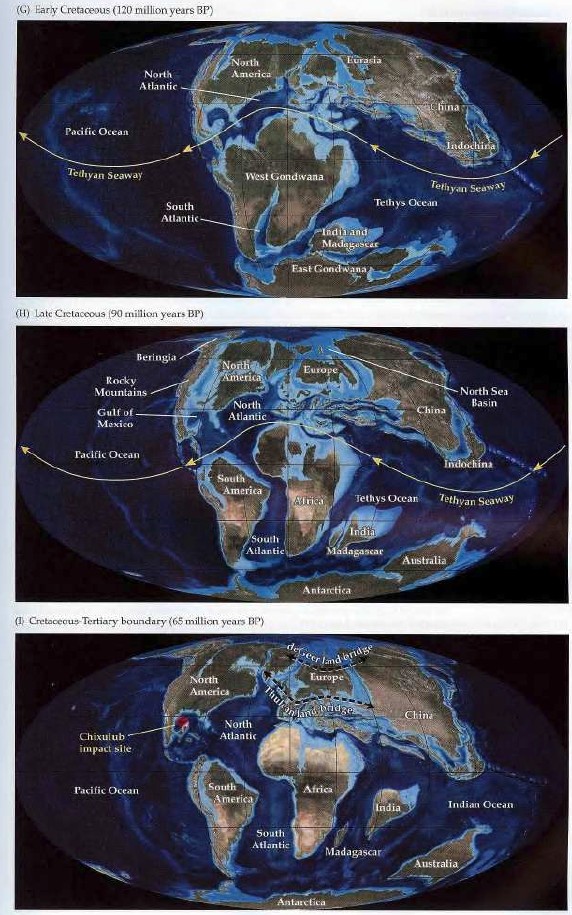 (G) Early Cretaceous (120 million years BP)
North
America
Eurasia
North
Atlantic
China
Pacific Ocean
Indochina
Tethyan Seaway
West Gondwana
Tethyan Seaway
Tethys Ocean
South
Atlantic
India and
Madagascar
East Gondwana
(H) Late Cretaceous (90 million years BP)
Beringia
North
America
Europe
Rocky
Mountains
North Sea
Basin
Gulf of
Mexico
North
Atlantic
China
Pacific Ocean
Indochina
South
America
Africa
Tethys Ocean
Tethyan Seaway
India
South
Atlantic
Madagascar
Australia
Antarctica
(I) Cretaceous-Tertiary boundary (65 million years BP)
deGeer land bridge
North
America
Europe
Thulean land bridge
China
Chixulub
impact site
North
Atlantic
Pacific Ocean
South
America
Africa
India
Indian Ocean
South
Atlantic
Madagascar
Australia
Antarctica